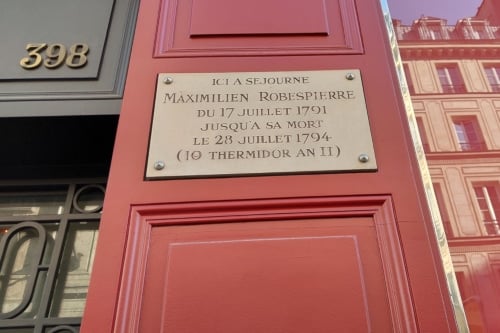 398
ICI A SEJOURNE
MAXIMILIEN ROBESPIERRE
DU 17 JUILLET 1791
JUSQU'A SA MORT
LE 28 JUILLET 1794
(10 THERMIDOR AN II)